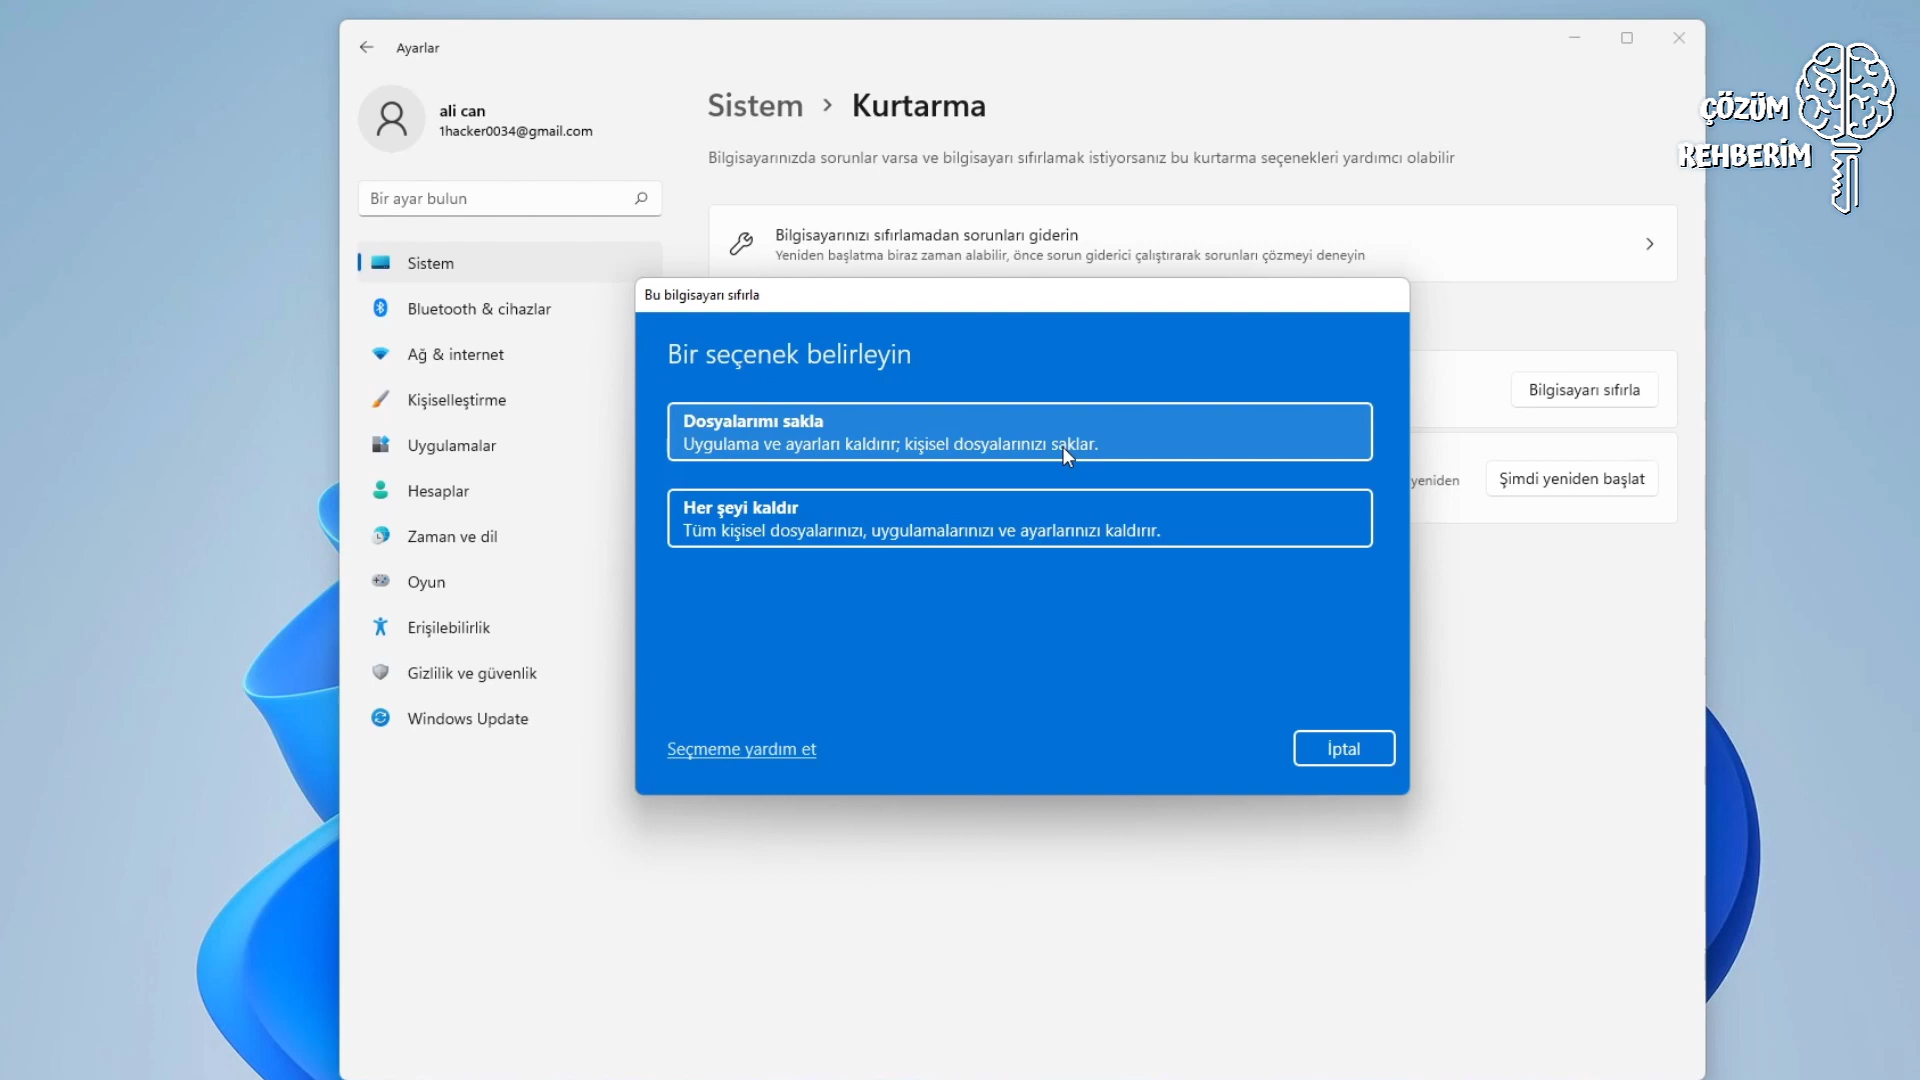 Ayarlar
ali can
1hacker0034@gmail.com
Bir ayar bulun
Sistem
Bluetooth & cihazlar
Ağ & internet
Kişiselleştirme
Uygulamalar
Hesaplar
Zaman ve dil
Oyun
Erişilebilirlik
Gizlilik ve güvenlik
Windows Update
Sistem > Kurtarma
Bilgisayarınızda sorunlar varsa ve bilgisayarı sıfırlamak istiyorsanız bu kurtarma seçenekleri yardımcı olabilir
Bilgisayarınızı sıfırlamadan sorunları giderin
Yeniden başlatma biraz zaman alabilir, önce sorun giderici çalıştırarak sorunları çözmeyi deneyin
Bilgisayarı sıfırla
yeniden
Şimdi yeniden başlat
Bu bilgisayarı sıfırla
Bir seçenek belirleyin
Dosyalarımı sakla
Uygulama ve ayarları kaldırır; kişisel dosyalarınızı saklar.
Her şeyi kaldır
Tüm kişisel dosyalarınızı, uygulamalarınızı ve ayarlarınızı kaldırır.
Seçmeme yardım et
İptal
ÇÖZÜM
REHBERİM